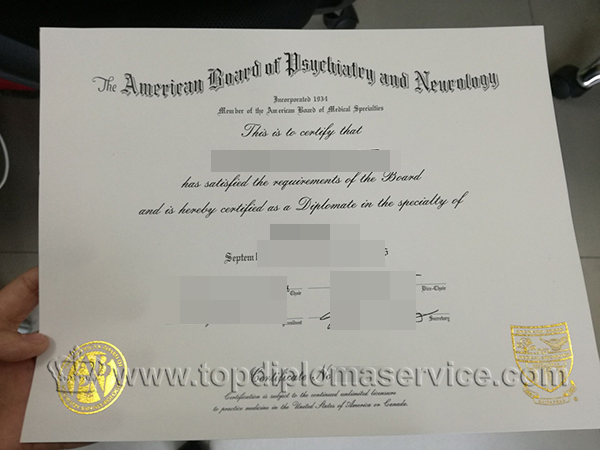 The American Board of Psychiatry and Neurology
Incorporated 1934
Member of the American Board of Medical Specialties
This is to certify that
has satisfied the requirements of the Board
and is hereby certified as a Diplomate in the specialty of
Septem
Chair
Vice-Chair
Secretary
www.topdiplomaservice.com
Certificate No.
Certification is subject to the continued unlimited licensure
to practice medicine in the United States of America or Canada.